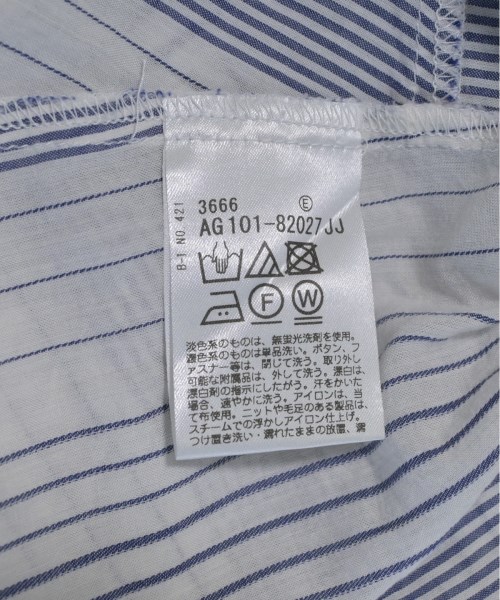 3666 Ⓔ
AG101-82027JJ
B-1 NO.421
F W
淡色系のものは、無蛍光洗剤を使用。
濃色系のものは単品洗い。ボタン、フ
ァスナー等は、閉じて洗う。取り外し
可能な附属品は、外して洗う。漂白は、
漂白剤の指示にしたがう。汗をかいた
場合、速やかに洗う。アイロンは、当
て布使用。ニットや毛足のある製品は、
スチームでの浮かしアイロン仕上げ。
つけ置き洗い・濡れたままの放置、